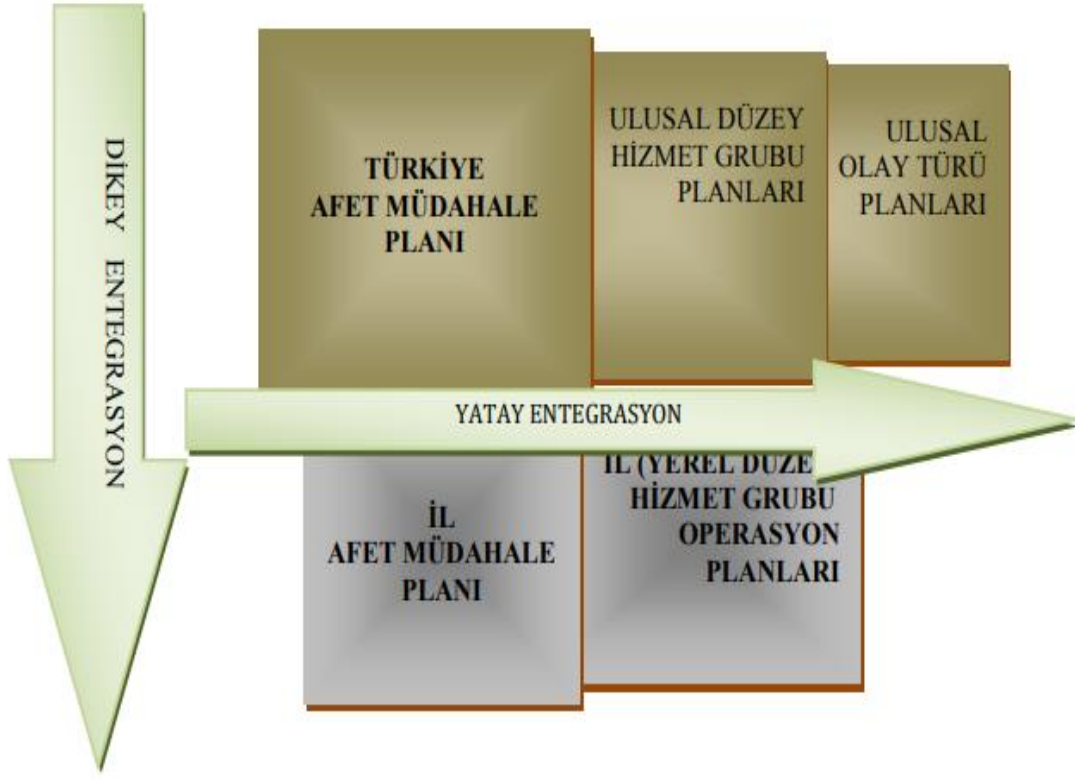 DİKEY ENTEGRASYON
TÜRKİYE
AFET MÜDAHALE
PLANI
ULUSAL DÜZEY
HİZMET GRUBU
PLANLARI
ULUSAL
OLAY TÜRÜ
PLANLARI
YATAY ENTEGRASYON
İL
AFET MÜDAHALE
PLANI
İL (YEREL DÜZE
HİZMET GRUBU
OPERASYON
PLANLARI